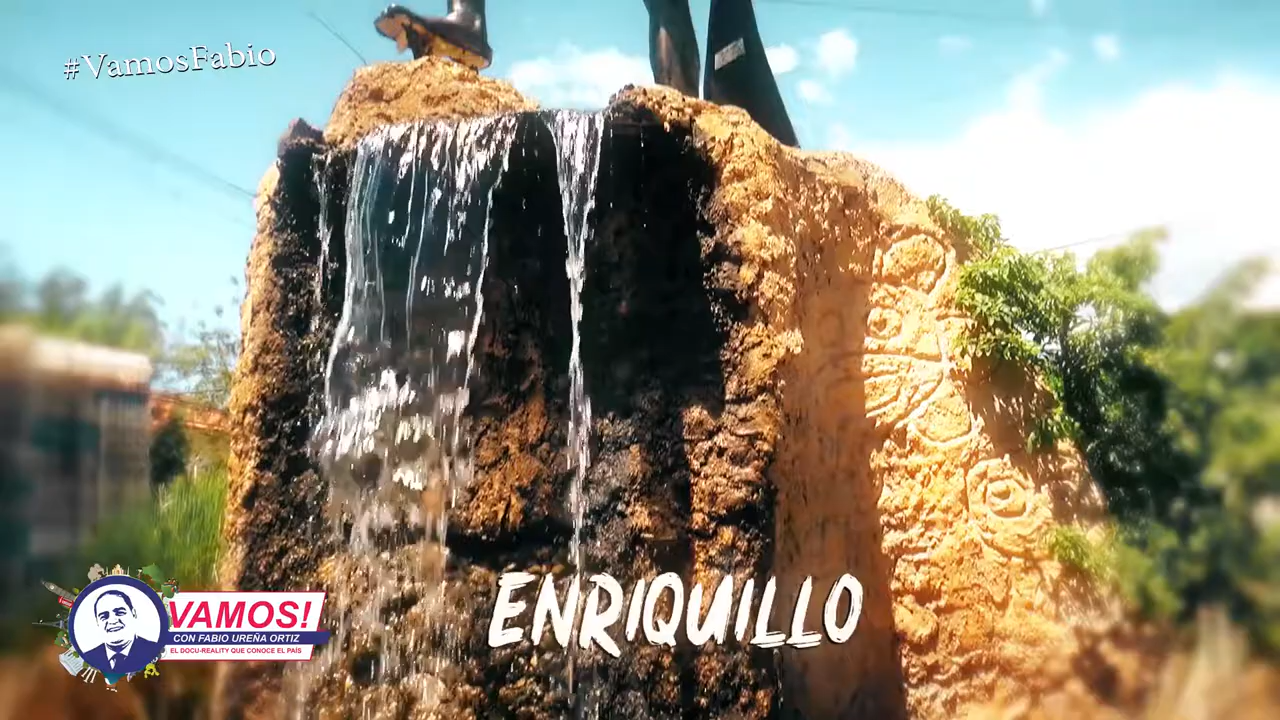 #VamosFabio
ENRIQUILLO
VAMOS!
CON FABIO UREÑA ORTIZ
EL DOCU-REALITY QUE CONOCE EL PAÍS